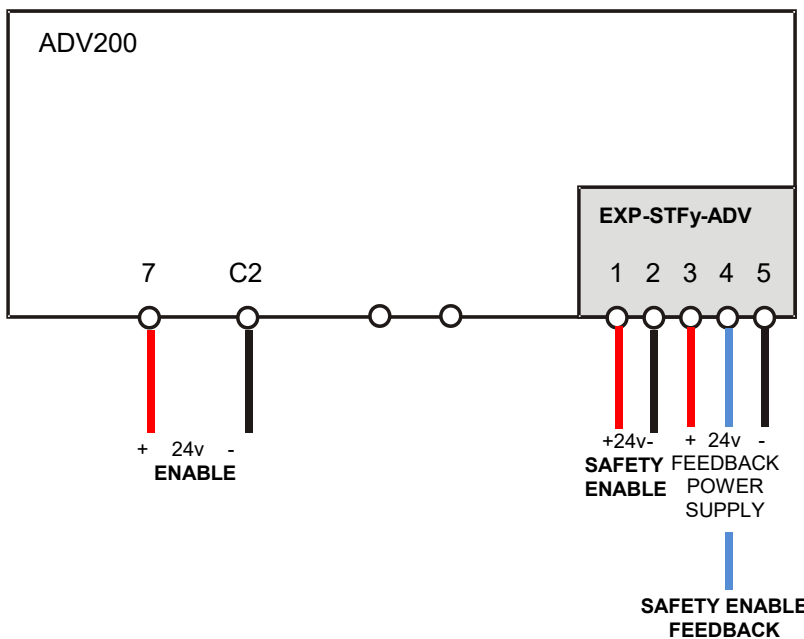 ADV200
EXP-STFy-ADV
7 C2 1 2 3 4 5
+ 24v -
ENABLE
+24v-
SAFETY
ENABLE
+ 24v -
FEEDBACK
POWER
SUPPLY
SAFETY ENABLE
FEEDBACK